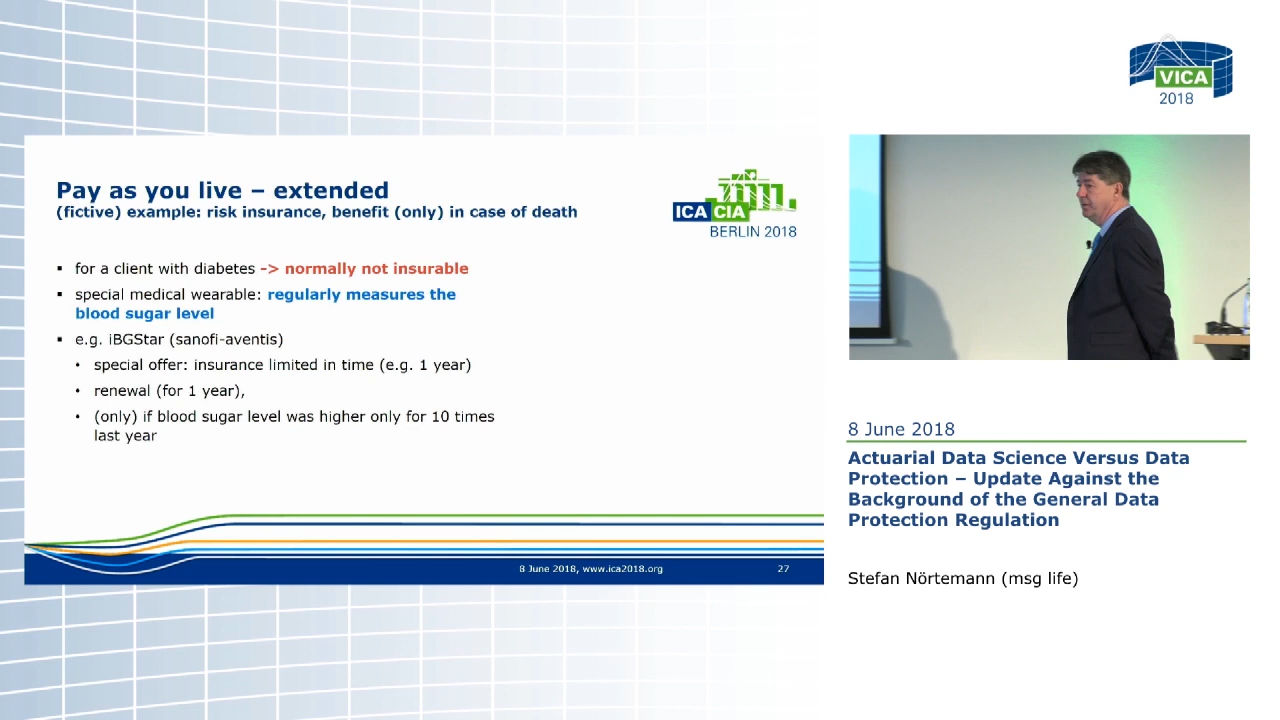 VICA
2018
Pay as you live – extended
(fictive) example: risk insurance, benefit (only) in case of death
ICA CIA
BERLIN 2018
▪ for a client with diabetes -> normally not insurable
▪ special medical wearable: regularly measures the
blood sugar level
▪ e.g. iBGStar (sanofi-aventis)
• special offer: insurance limited in time (e.g. 1 year)
• renewal (for 1 year),
• (only) if blood sugar level was higher only for 10 times
last year
8 June 2018, www.ica2018.org 27
8 June 2018
Actuarial Data Science Versus Data
Protection – Update Against the
Background of the General Data
Protection Regulation
Stefan Nörtemann (msg life)